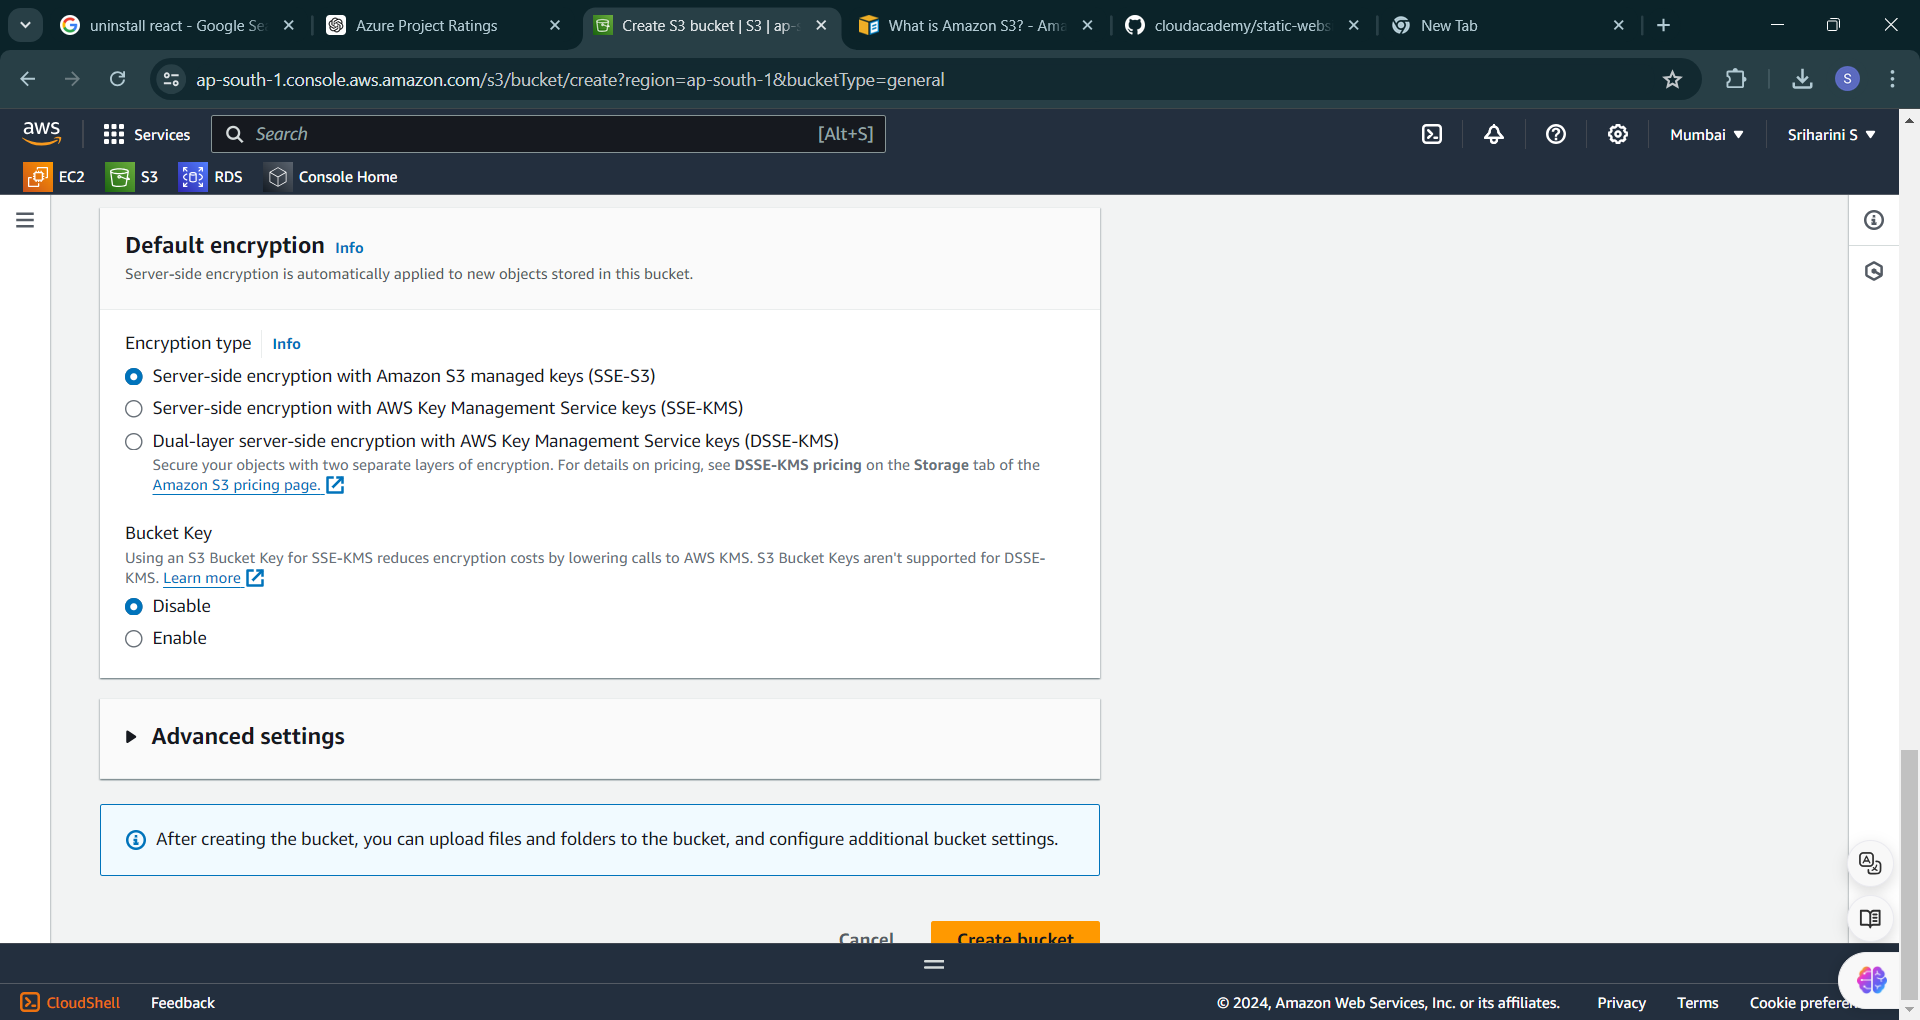 uninstall react - Google Se
Azure Project Ratings
Create S3 bucket | S3 | ap-
What is Amazon S3? - Ama
cloudacademy/static-webs
New Tab
ap-south-1.console.aws.amazon.com/s3/bucket/create?region=ap-south-1&bucketType=general
S
aws
Services
Search
[Alt+S]
Mumbai
Sriharini S
EC2
S3
RDS
Console Home
Default encryption Info
Server-side encryption is automatically applied to new objects stored in this bucket.
Encryption type Info
Server-side encryption with Amazon S3 managed keys (SSE-S3)
Server-side encryption with AWS Key Management Service keys (SSE-KMS)
Dual-layer server-side encryption with AWS Key Management Service keys (DSSE-KMS)
Secure your objects with two separate layers of encryption. For details on pricing, see DSSE-KMS pricing on the Storage tab of the
Amazon S3 pricing page.
Bucket Key
Using an S3 Bucket Key for SSE-KMS reduces encryption costs by lowering calls to AWS KMS. S3 Bucket Keys aren't supported for DSSE-
KMS. Learn more
Disable
Enable
Advanced settings
After creating the bucket, you can upload files and folders to the bucket, and configure additional bucket settings.
Cancel
Create bucket
CloudShell
Feedback
© 2024, Amazon Web Services, Inc. or its affiliates.
Privacy
Terms
Cookie preferen